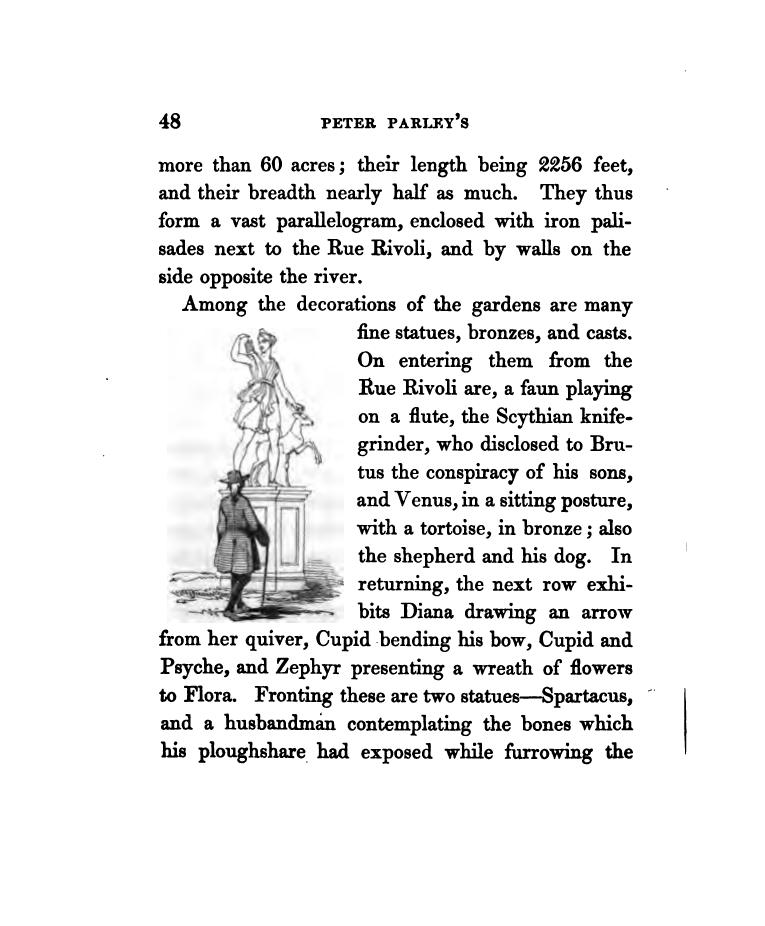 48 PETER PARLEY'S
more than 60 acres; their length being 2256 feet,
and their breadth nearly half as much. They thus
form a vast parallelogram, enclosed with iron pali-
sades next to the Rue Rivoli, and by walls on the
side opposite the river.
Among the decorations of the gardens are many
fine statues, bronzes, and casts.
On entering them from the
Rue Rivoli are, a faun playing
on a flute, the Scythian knife-
grinder, who disclosed to Bru-
tus the conspiracy of his sons,
and Venus, in a sitting posture,
with a tortoise, in bronze; also
the shepherd and his dog. In
returning, the next row exhi-
bits Diana drawing an arrow
from her quiver, Cupid bending his bow, Cupid and
Psyche, and Zephyr presenting a wreath of flowers
to Flora. Fronting these are two statues—Spartacus,
and a husbandman contemplating the bones which
his ploughshare had exposed while furrowing the